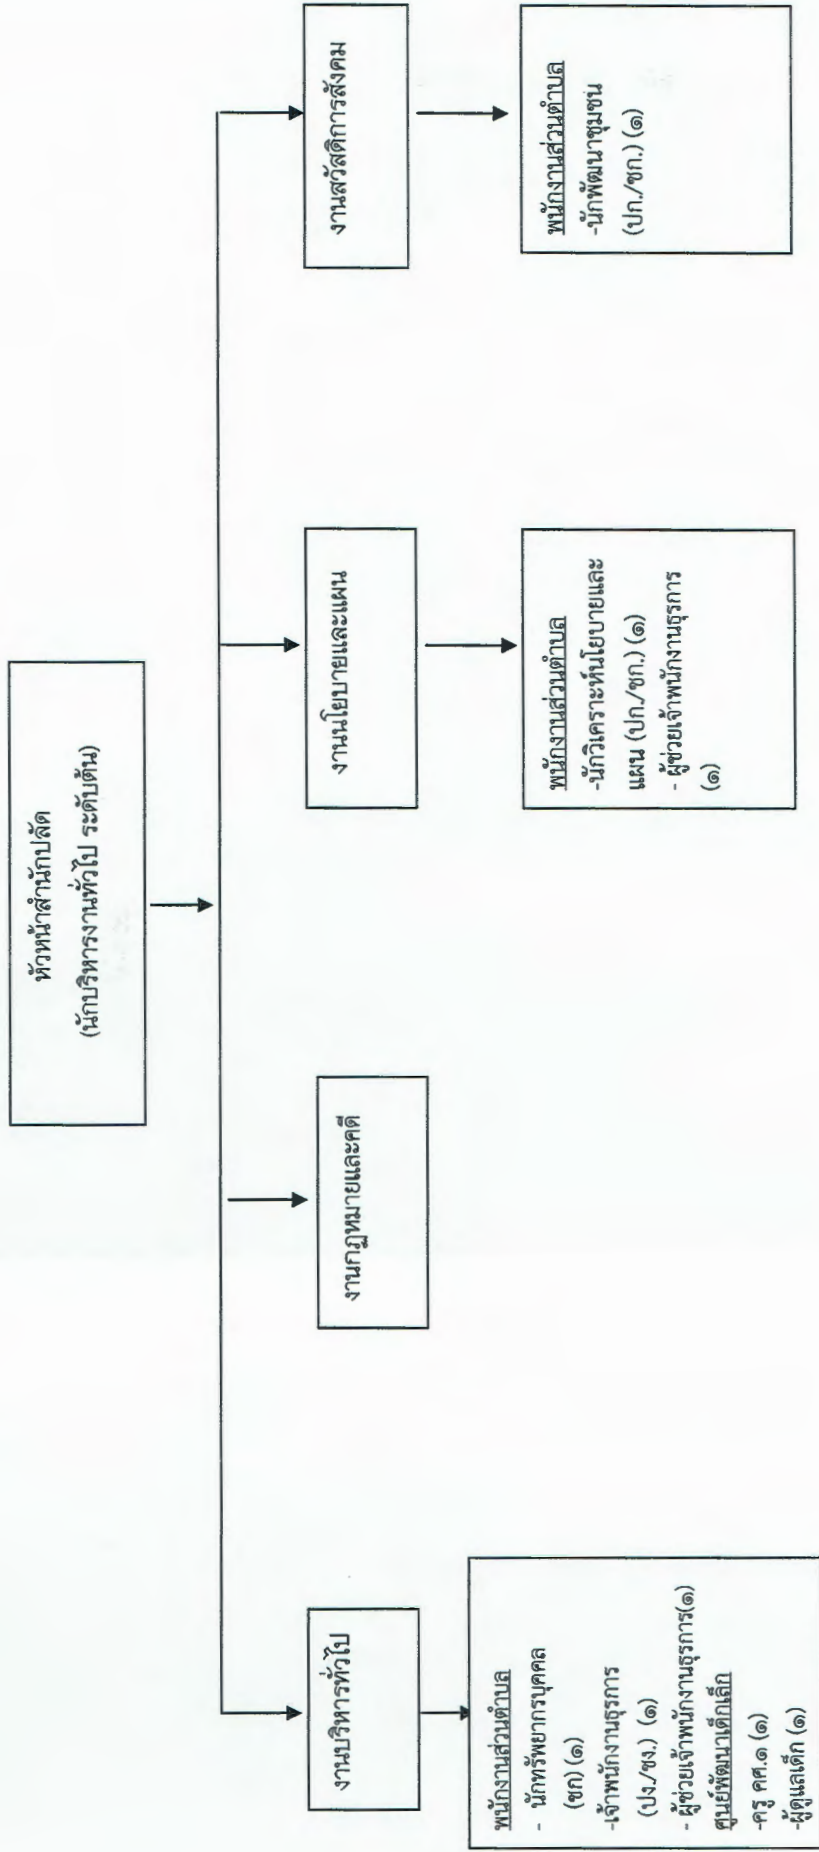 หัวหน้าสำนักปลัด
(นักบริหารงานทั่วไป ระดับต้น)
งานบริหารทั่วไป
งานกฎหมายและคดี
งานนโยบายและแผน
งานสวัสดิการสังคม
พนักงานส่วนตำบล
- นักทรัพยากรบุคคล
(ชก) (๑)
-เจ้าพนักงานธุรการ
(ปง./ชง.) (๑)
- ผู้ช่วยเจ้าพนักงานธุรการ(๑)
ศูนย์พัฒนาเด็กเล็ก
-ครู คศ.๑ (๑)
-ผู้ดูแลเด็ก (๑)
พนักงานส่วนตำบล
-นักวิเคราะห์นโยบายและ
แผน (ปก./ชก.) (๑)
- ผู้ช่วยเจ้าพนักงานธุรการ
(๑)
พนักงานส่วนตำบล
-นักพัฒนาชุมชน
(ปก./ชก.) (๑)